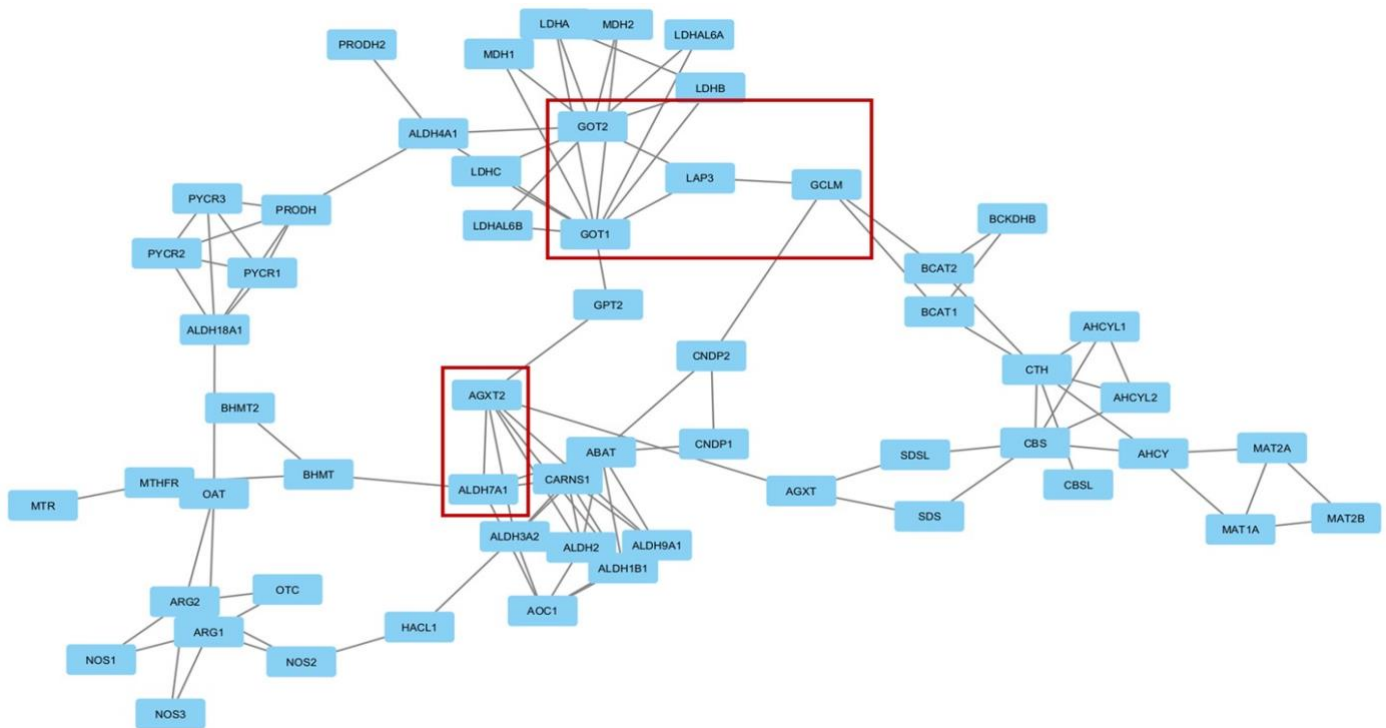 LDHA
MDH2
LDHAL6A
PRODH2
MDH1
LDHB
GOT2
ALDH4A1
LDHC
LAP3
GCLM
PYCR3
PRODH
LDHAL6B
GOT1
BCKDHB
PYCR2
PYCR1
BCAT2
GPT2
BCAT1
ALDH18A1
AHCYL1
CNDP2
CTH
AGXT2
AHCYL2
BHMT2
ABAT
CNDP1
CBS
SDSL
AHCY
MAT2A
BHMT
CARNS1
MTHFR
OAT
ALDH7A1
AGXT
CBSL
MTR
SDS
MAT2B
MAT1A
ALDH3A2
ALDH2
ALDH9A1
ALDH1B1
OTC
ARG2
AOC1
ARG1
HACL1
NOS1
NOS2
NOS3